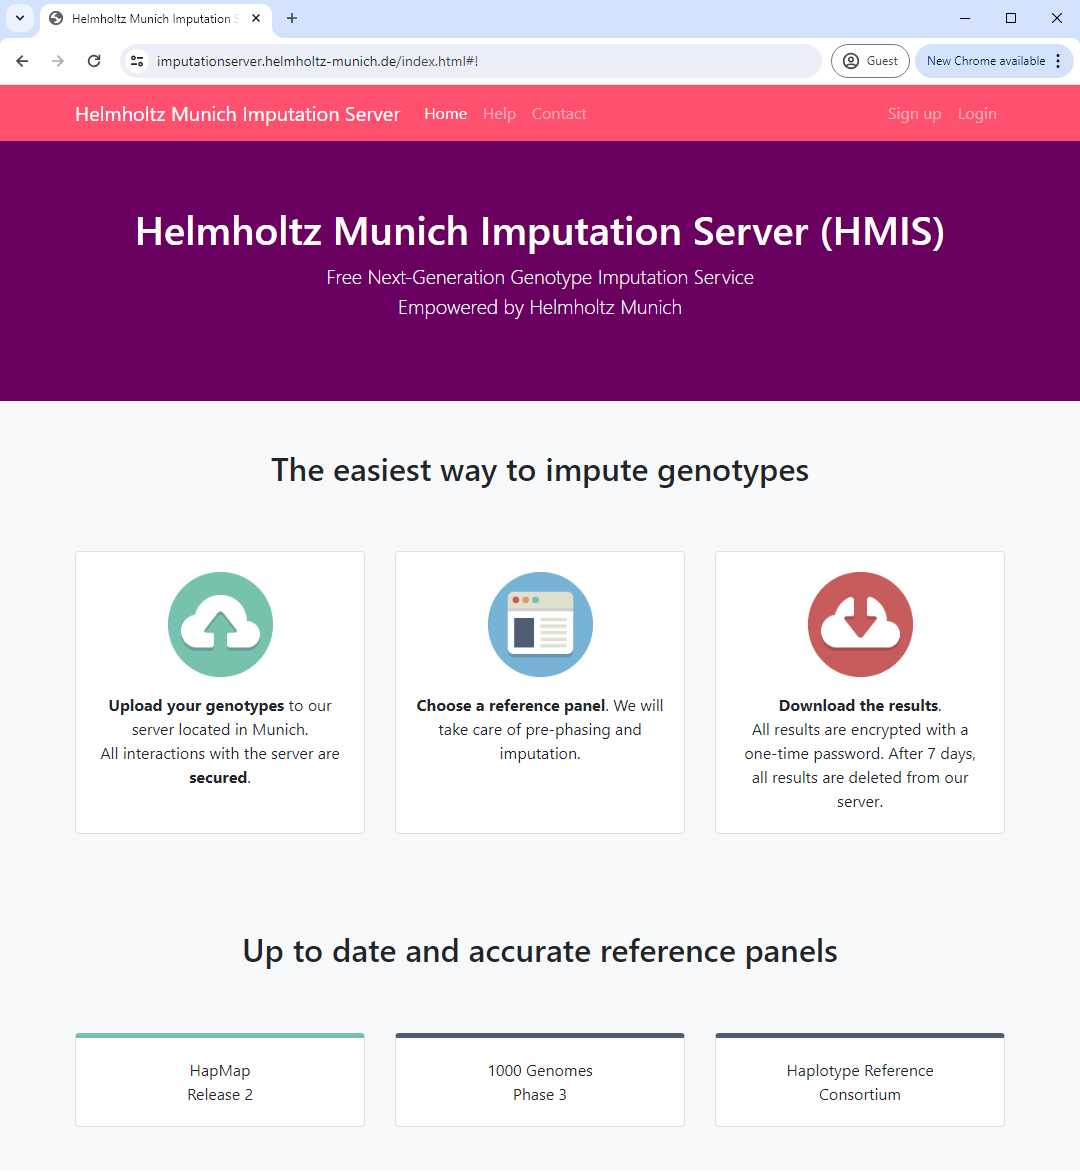 Helmholtz Munich Imputation S
imputationserver.helmholtz-munich.de/index.html#!
Guest
New Chrome available
Helmholtz Munich Imputation Server Home Help Contact Sign up Login
Helmholtz Munich Imputation Server (HMIS)
Free Next-Generation Genotype Imputation Service
Empowered by Helmholtz Munich
The easiest way to impute genotypes
Upload your genotypes to our
server located in Munich.
All interactions with the server are
secured.
Choose a reference panel. We will
take care of pre-phasing and
imputation.
Download the results.
All results are encrypted with a
one-time password. After 7 days,
all results are deleted from our
server.
Up to date and accurate reference panels
HapMap
Release 2
1000 Genomes
Phase 3
Haplotype Reference
Consortium